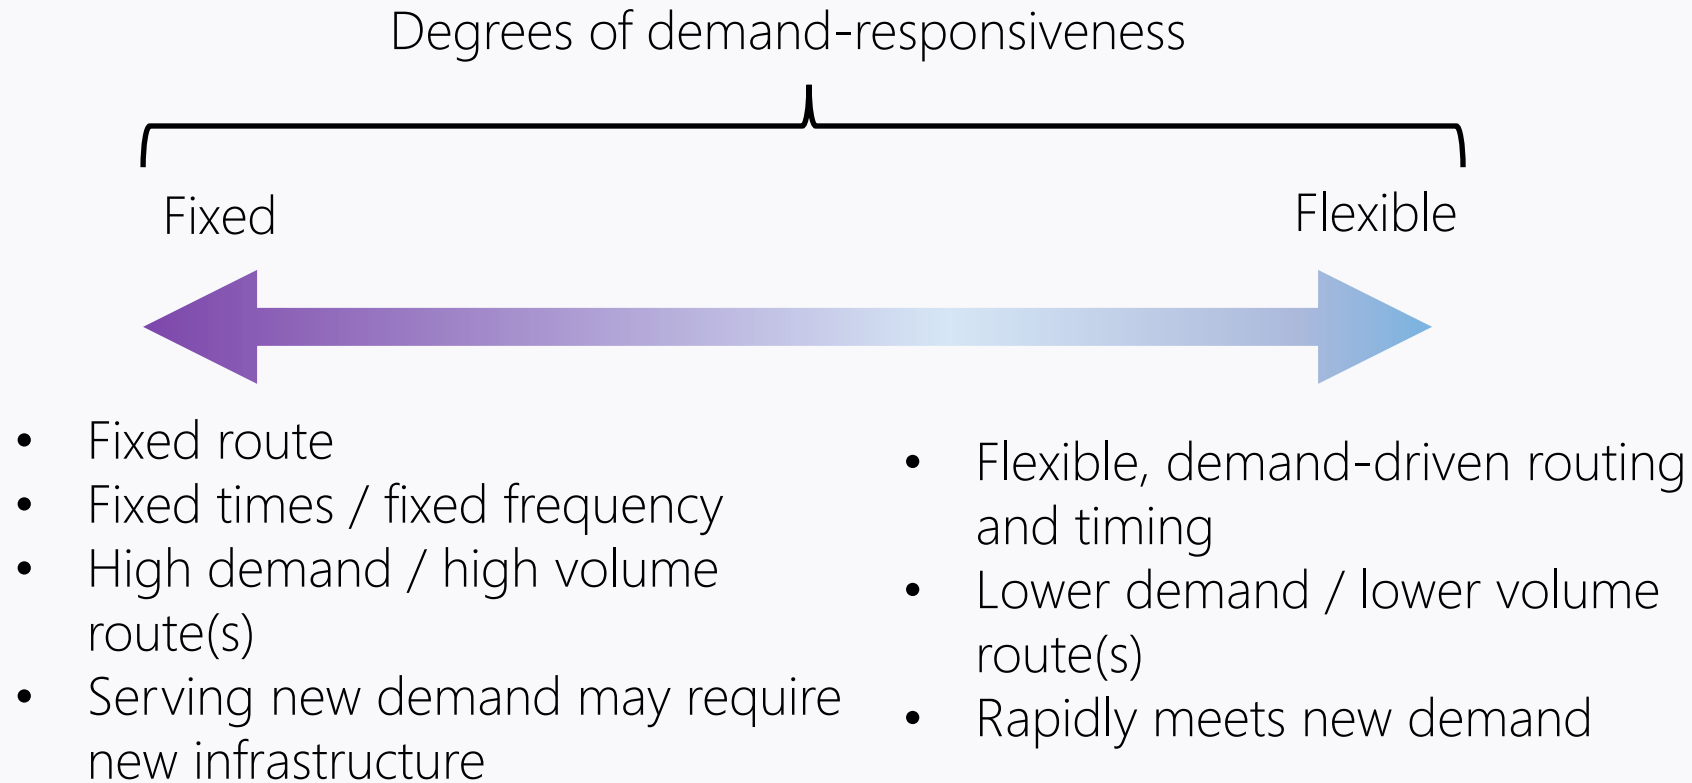 Degrees of demand-responsiveness
Fixed
Flexible
• Fixed route
• Fixed times / fixed frequency
• High demand / high volume
route(s)
• Serving new demand may require
new infrastructure
• Flexible, demand-driven routing
and timing
• Lower demand / lower volume
route(s)
• Rapidly meets new demand